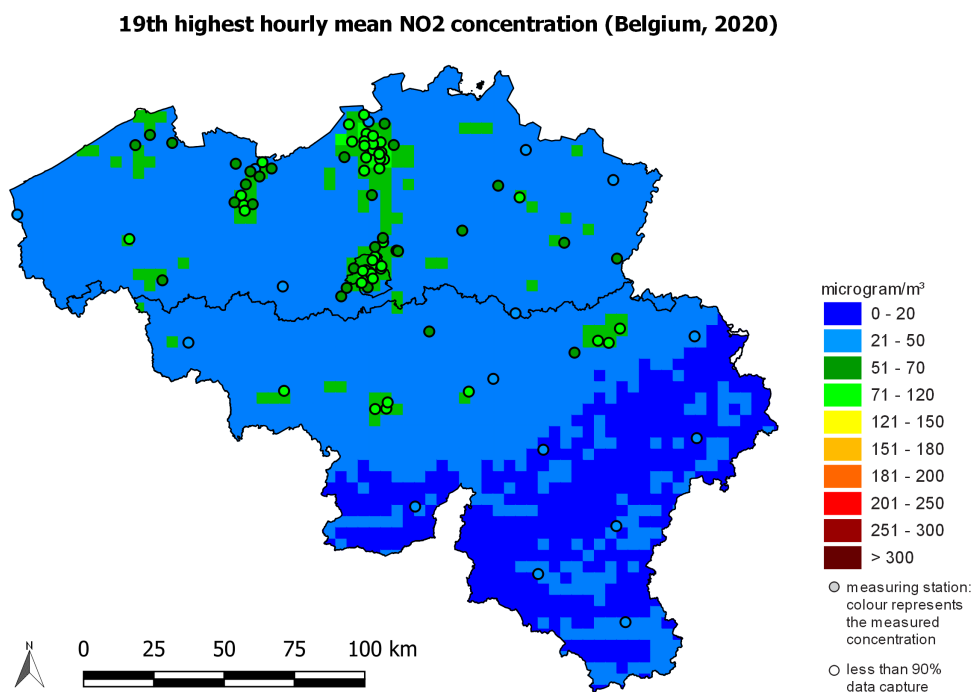 19th highest hourly mean NO2 concentration (Belgium, 2020)
microgram/m³
0 - 20
21 - 50
51 - 70
71 - 120
121 - 150
151 - 180
181 - 200
201 - 250
251 - 300
> 300
measuring station:
colour represents
the measured
concentration
less than 90%
data capture
N
0 25 50 75 100 km